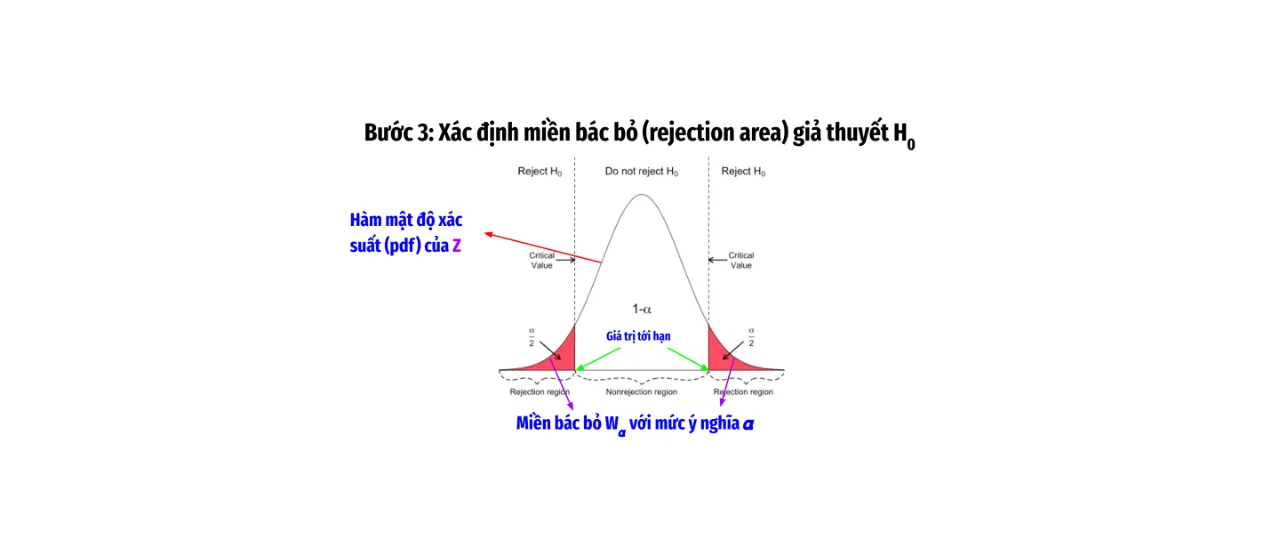 Bước 3: Xác định miền bác bỏ (rejection area) giả thuyết H₀
Reject H₀
Do not reject H₀
Reject H₀
Hàm mật độ xác
suất (pdf) của Z
Critical
Value
Critical
Value
1-α
α
2
Giá trị tới hạn
α
2
Rejection region
Nonrejection region
Rejection region
Miền bác bỏ Wα với mức ý nghĩa α